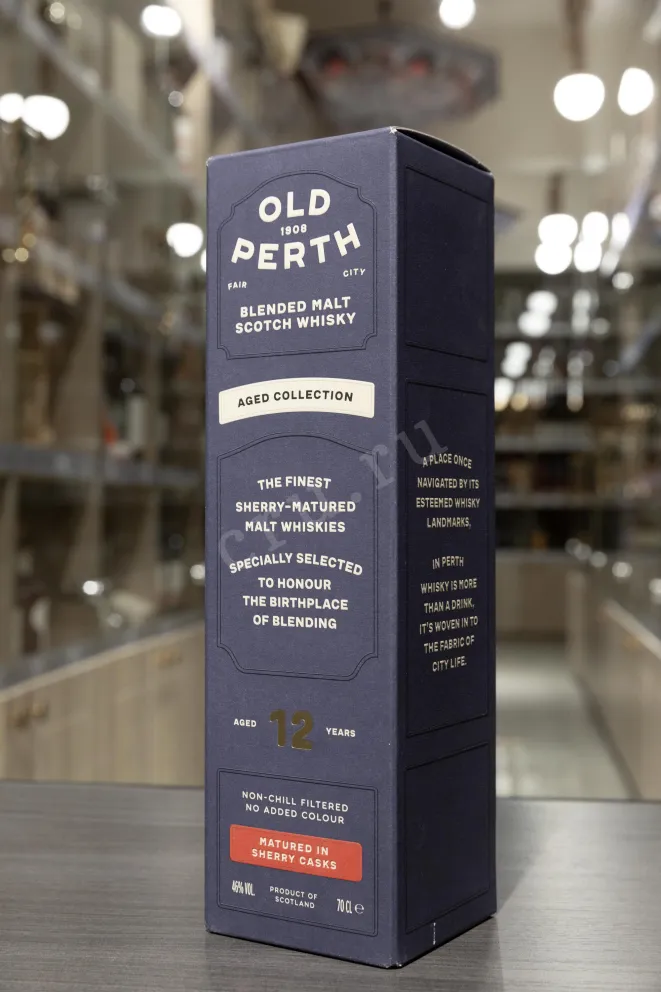 OLD
1908
PERTH
FAIR CITY
BLENDED MALT
SCOTCH WHISKY
AGED COLLECTION
THE FINEST
SHERRY-MATURED
MALT WHISKIES
SPECIALLY SELECTED
TO HONOUR
THE BIRTHPLACE
OF BLENDING
AGED 12 YEARS
NON-CHILL FILTERED
NO ADDED COLOUR
MATURED IN
SHERRY CASKS
46% VOL.
PRODUCT OF
SCOTLAND
70 CL ℮
A PLACE ONCE
NAVIGATED BY ITS
ESTEEMED WHISKY
LANDMARKS,
IN PERTH
WHISKY IS MORE
THAN A DRINK,
IT'S WOVEN IN TO
THE FABRIC OF
CITY LIFE.
cru.ru